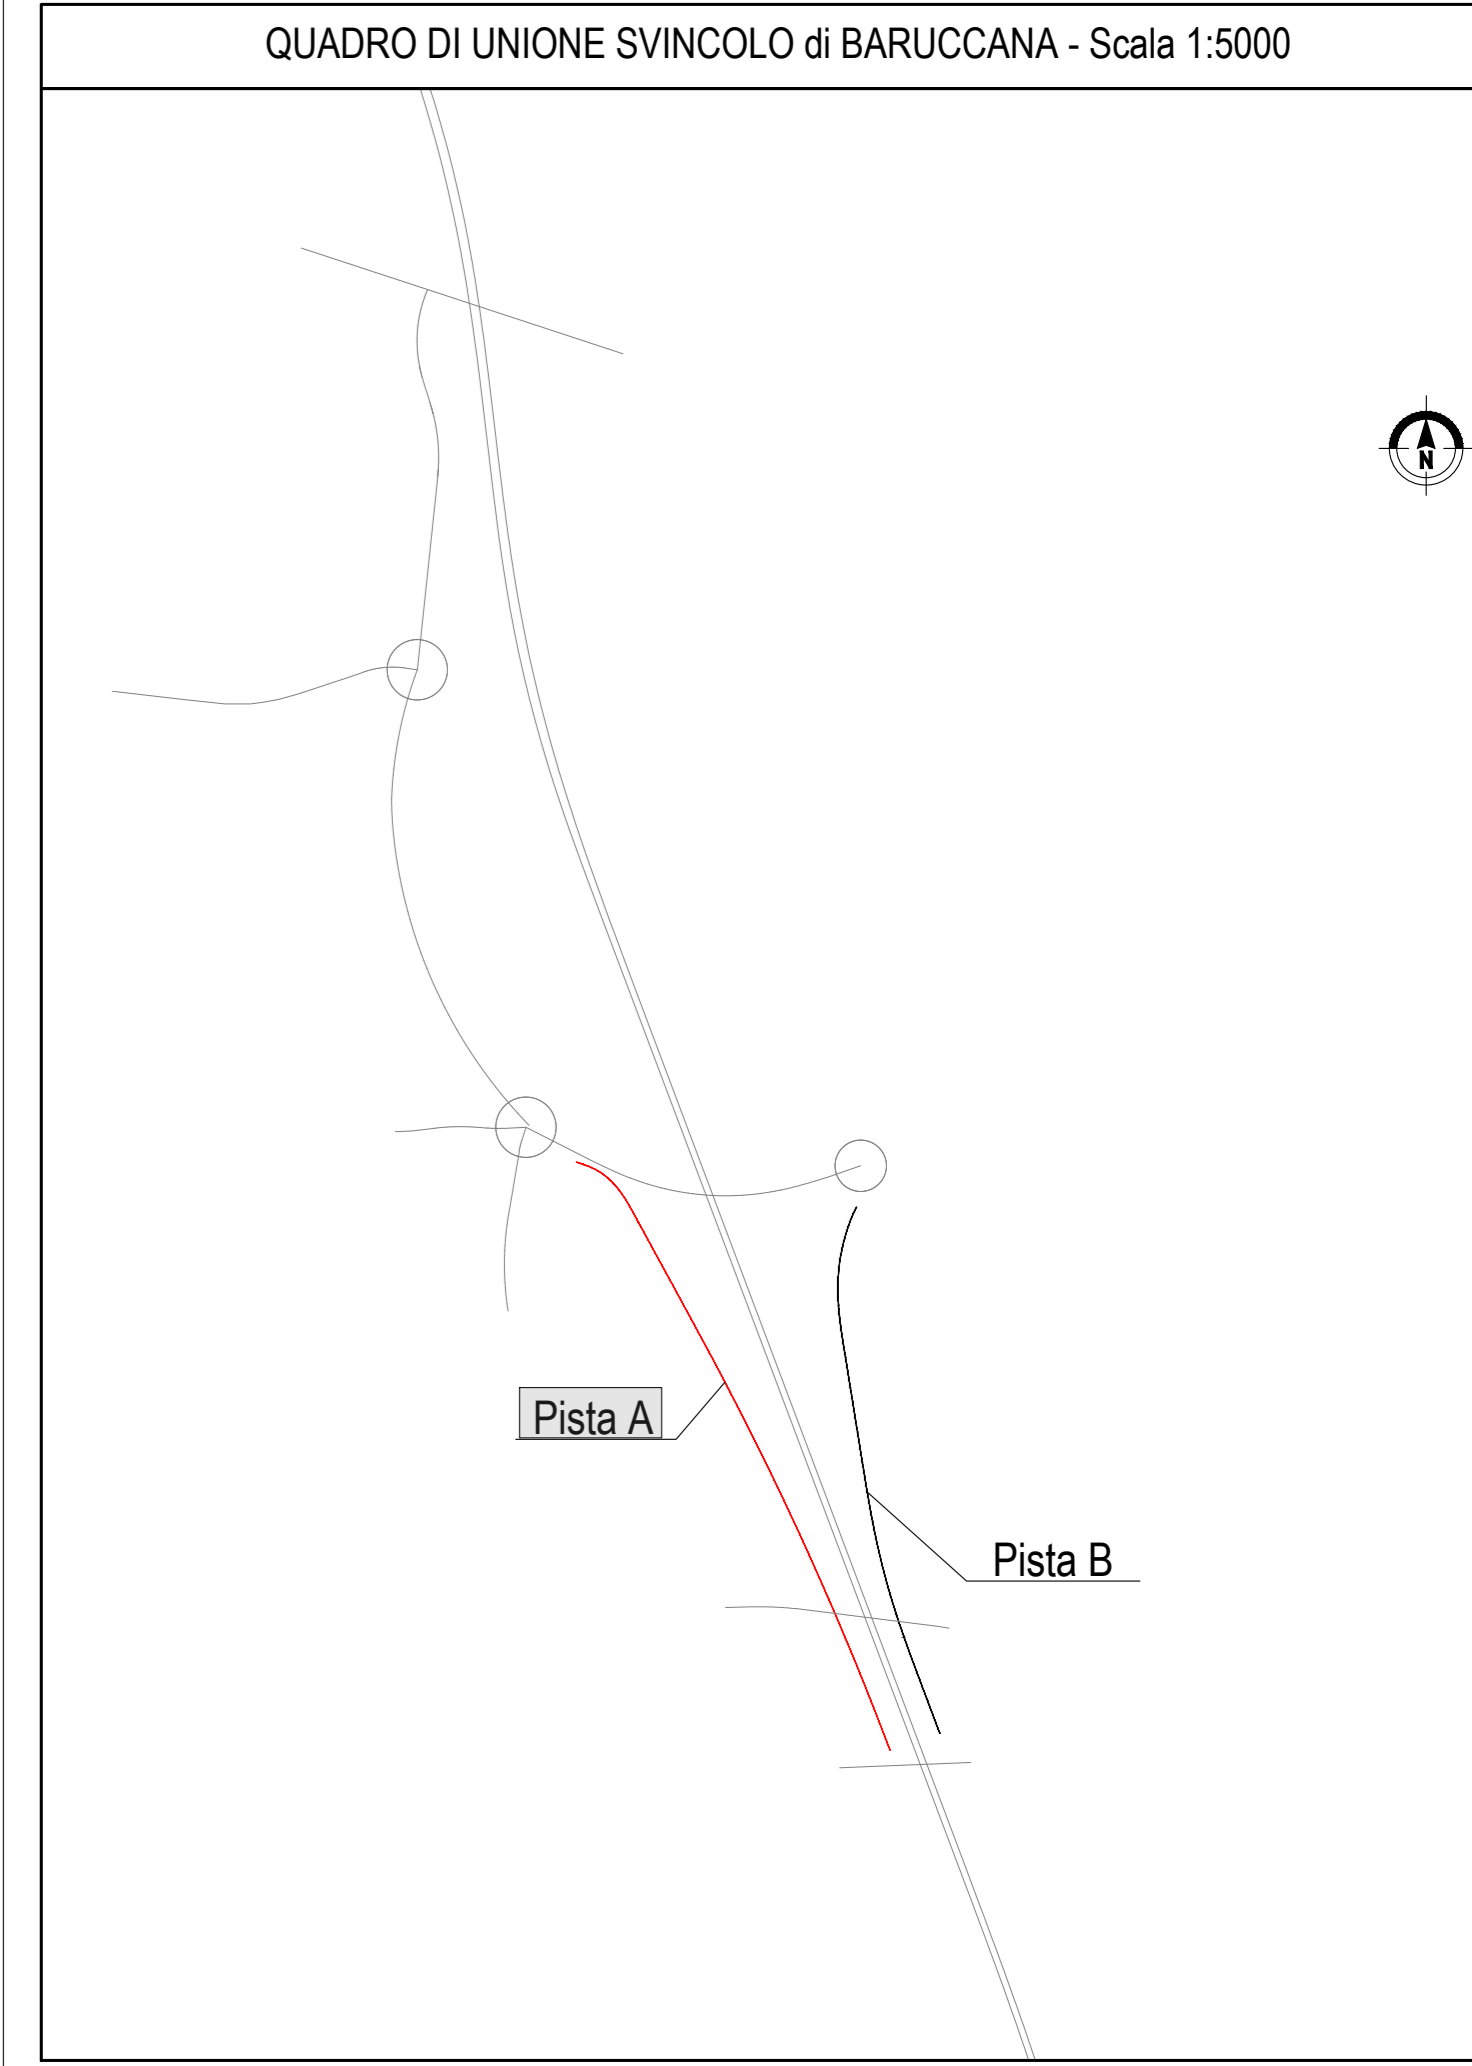 QUADRO DI UNIONE SVINCOLO di BARUCCANA - Scala 1:5000
N
Pista A
Pista B